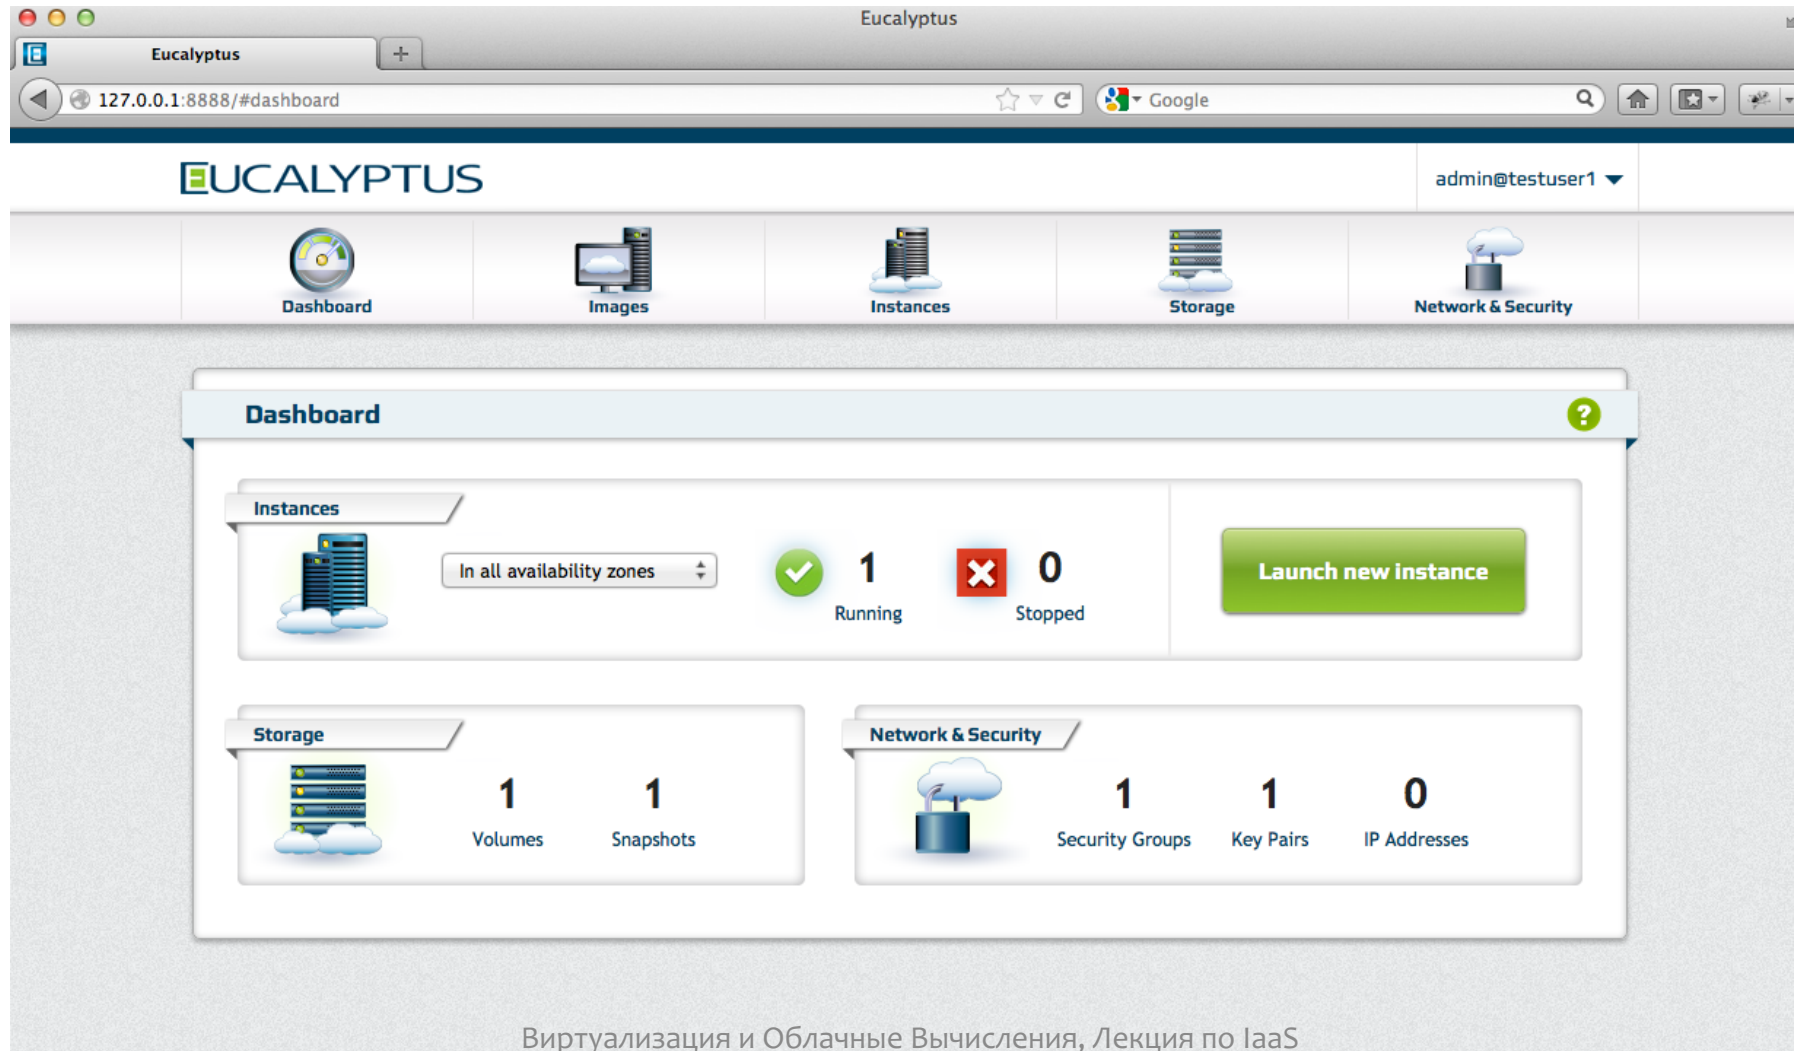 Eucalyptus
Eucalyptus
127.0.0.1:8888/#dashboard
Google
EUCALYPTUS
admin@testuser1
Dashboard
Images
Instances
Storage
Network & Security
Dashboard
?
Instances
In all availability zones
1
0
Launch new instance
Running
Stopped
Storage
Network & Security
1
1
1
1
0
Volumes
Snapshots
Security Groups
Key Pairs
IP Addresses
Виртуализация и Облачные Вычисления, Лекция по IaaS